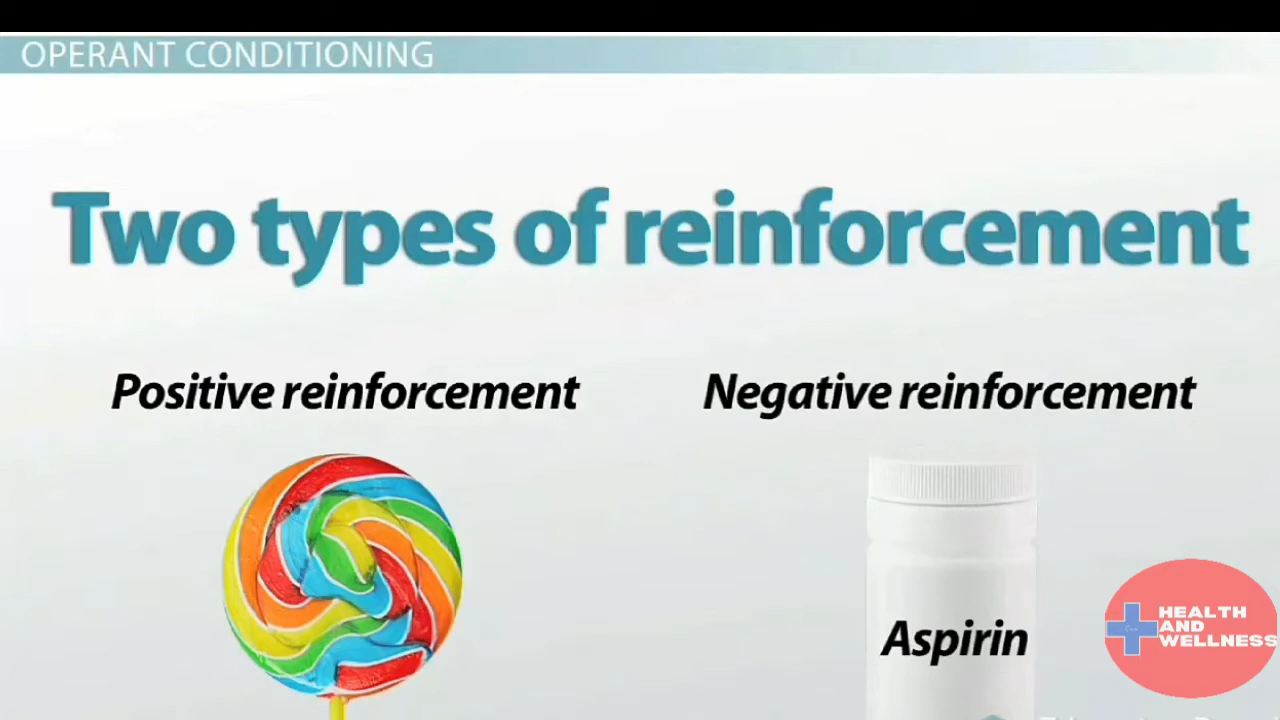 OPERANT CONDITIONING
Two types of reinforcement
Positive reinforcement
Negative reinforcement
Aspirin
HEALTH
AND
WELLNESS